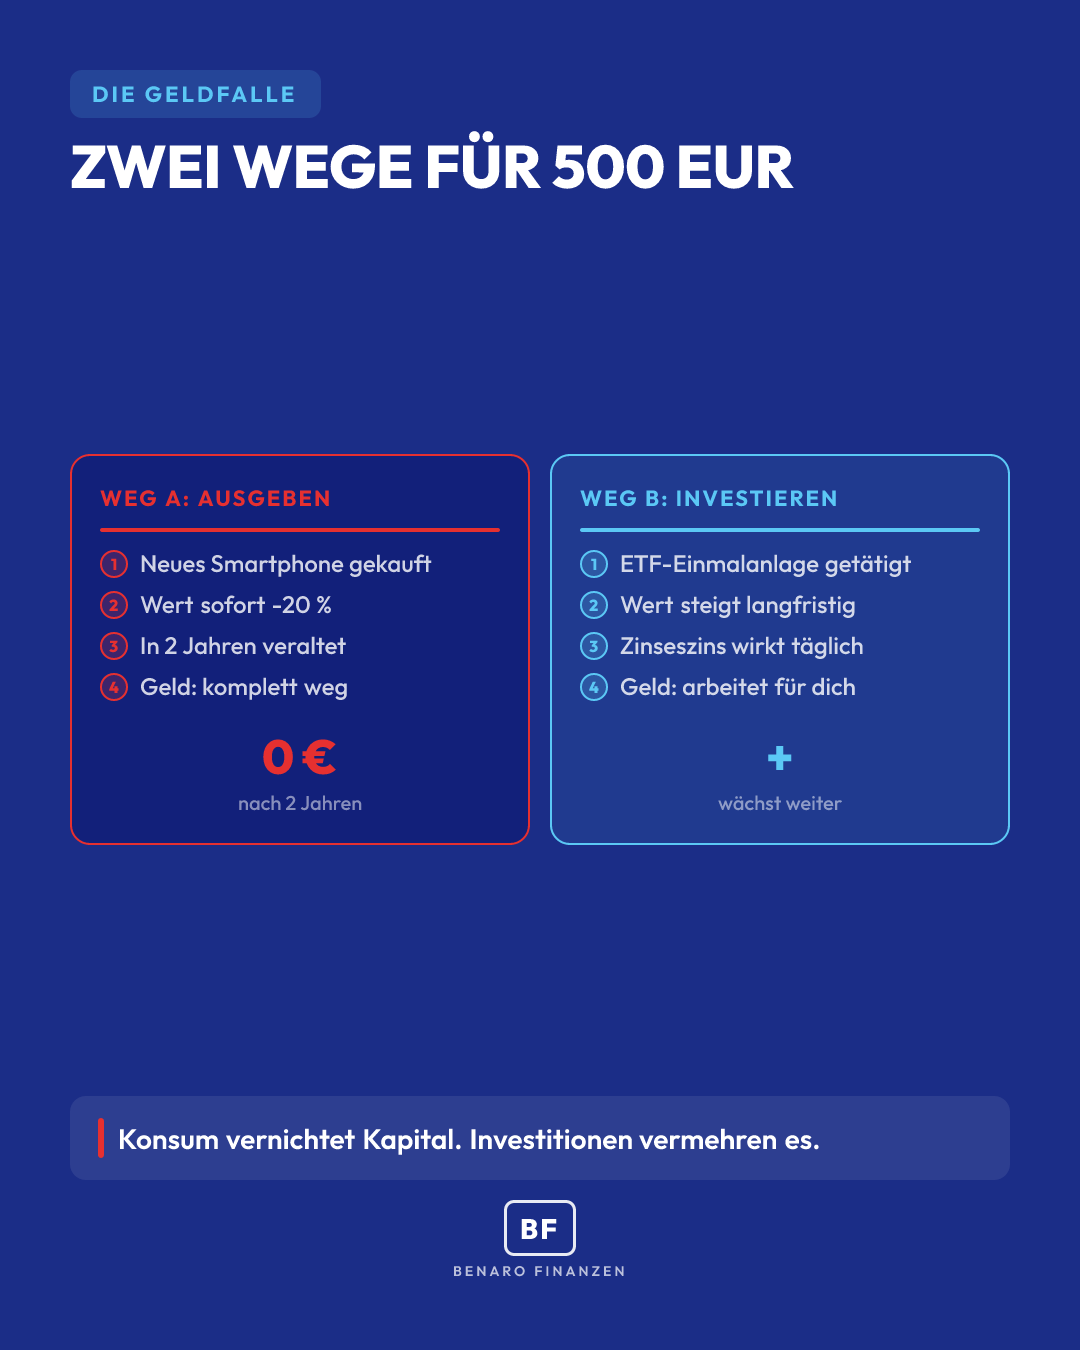 DIE GELDFALLE
ZWEI WEGE FÜR 500 EUR
WEG A: AUSGEBEN
1 Neues Smartphone gekauft
2 Wert sofort -20 %
3 In 2 Jahren veraltet
4 Geld: komplett weg
0 €
nach 2 Jahren
WEG B: INVESTIEREN
1 ETF-Einmalanlage getätigt
2 Wert steigt langfristig
3 Zinseszins wirkt täglich
4 Geld: arbeitet für dich
+
wächst weiter
Konsum vernichtet Kapital. Investitionen vermehren es.
BF
BENARO FINANZEN